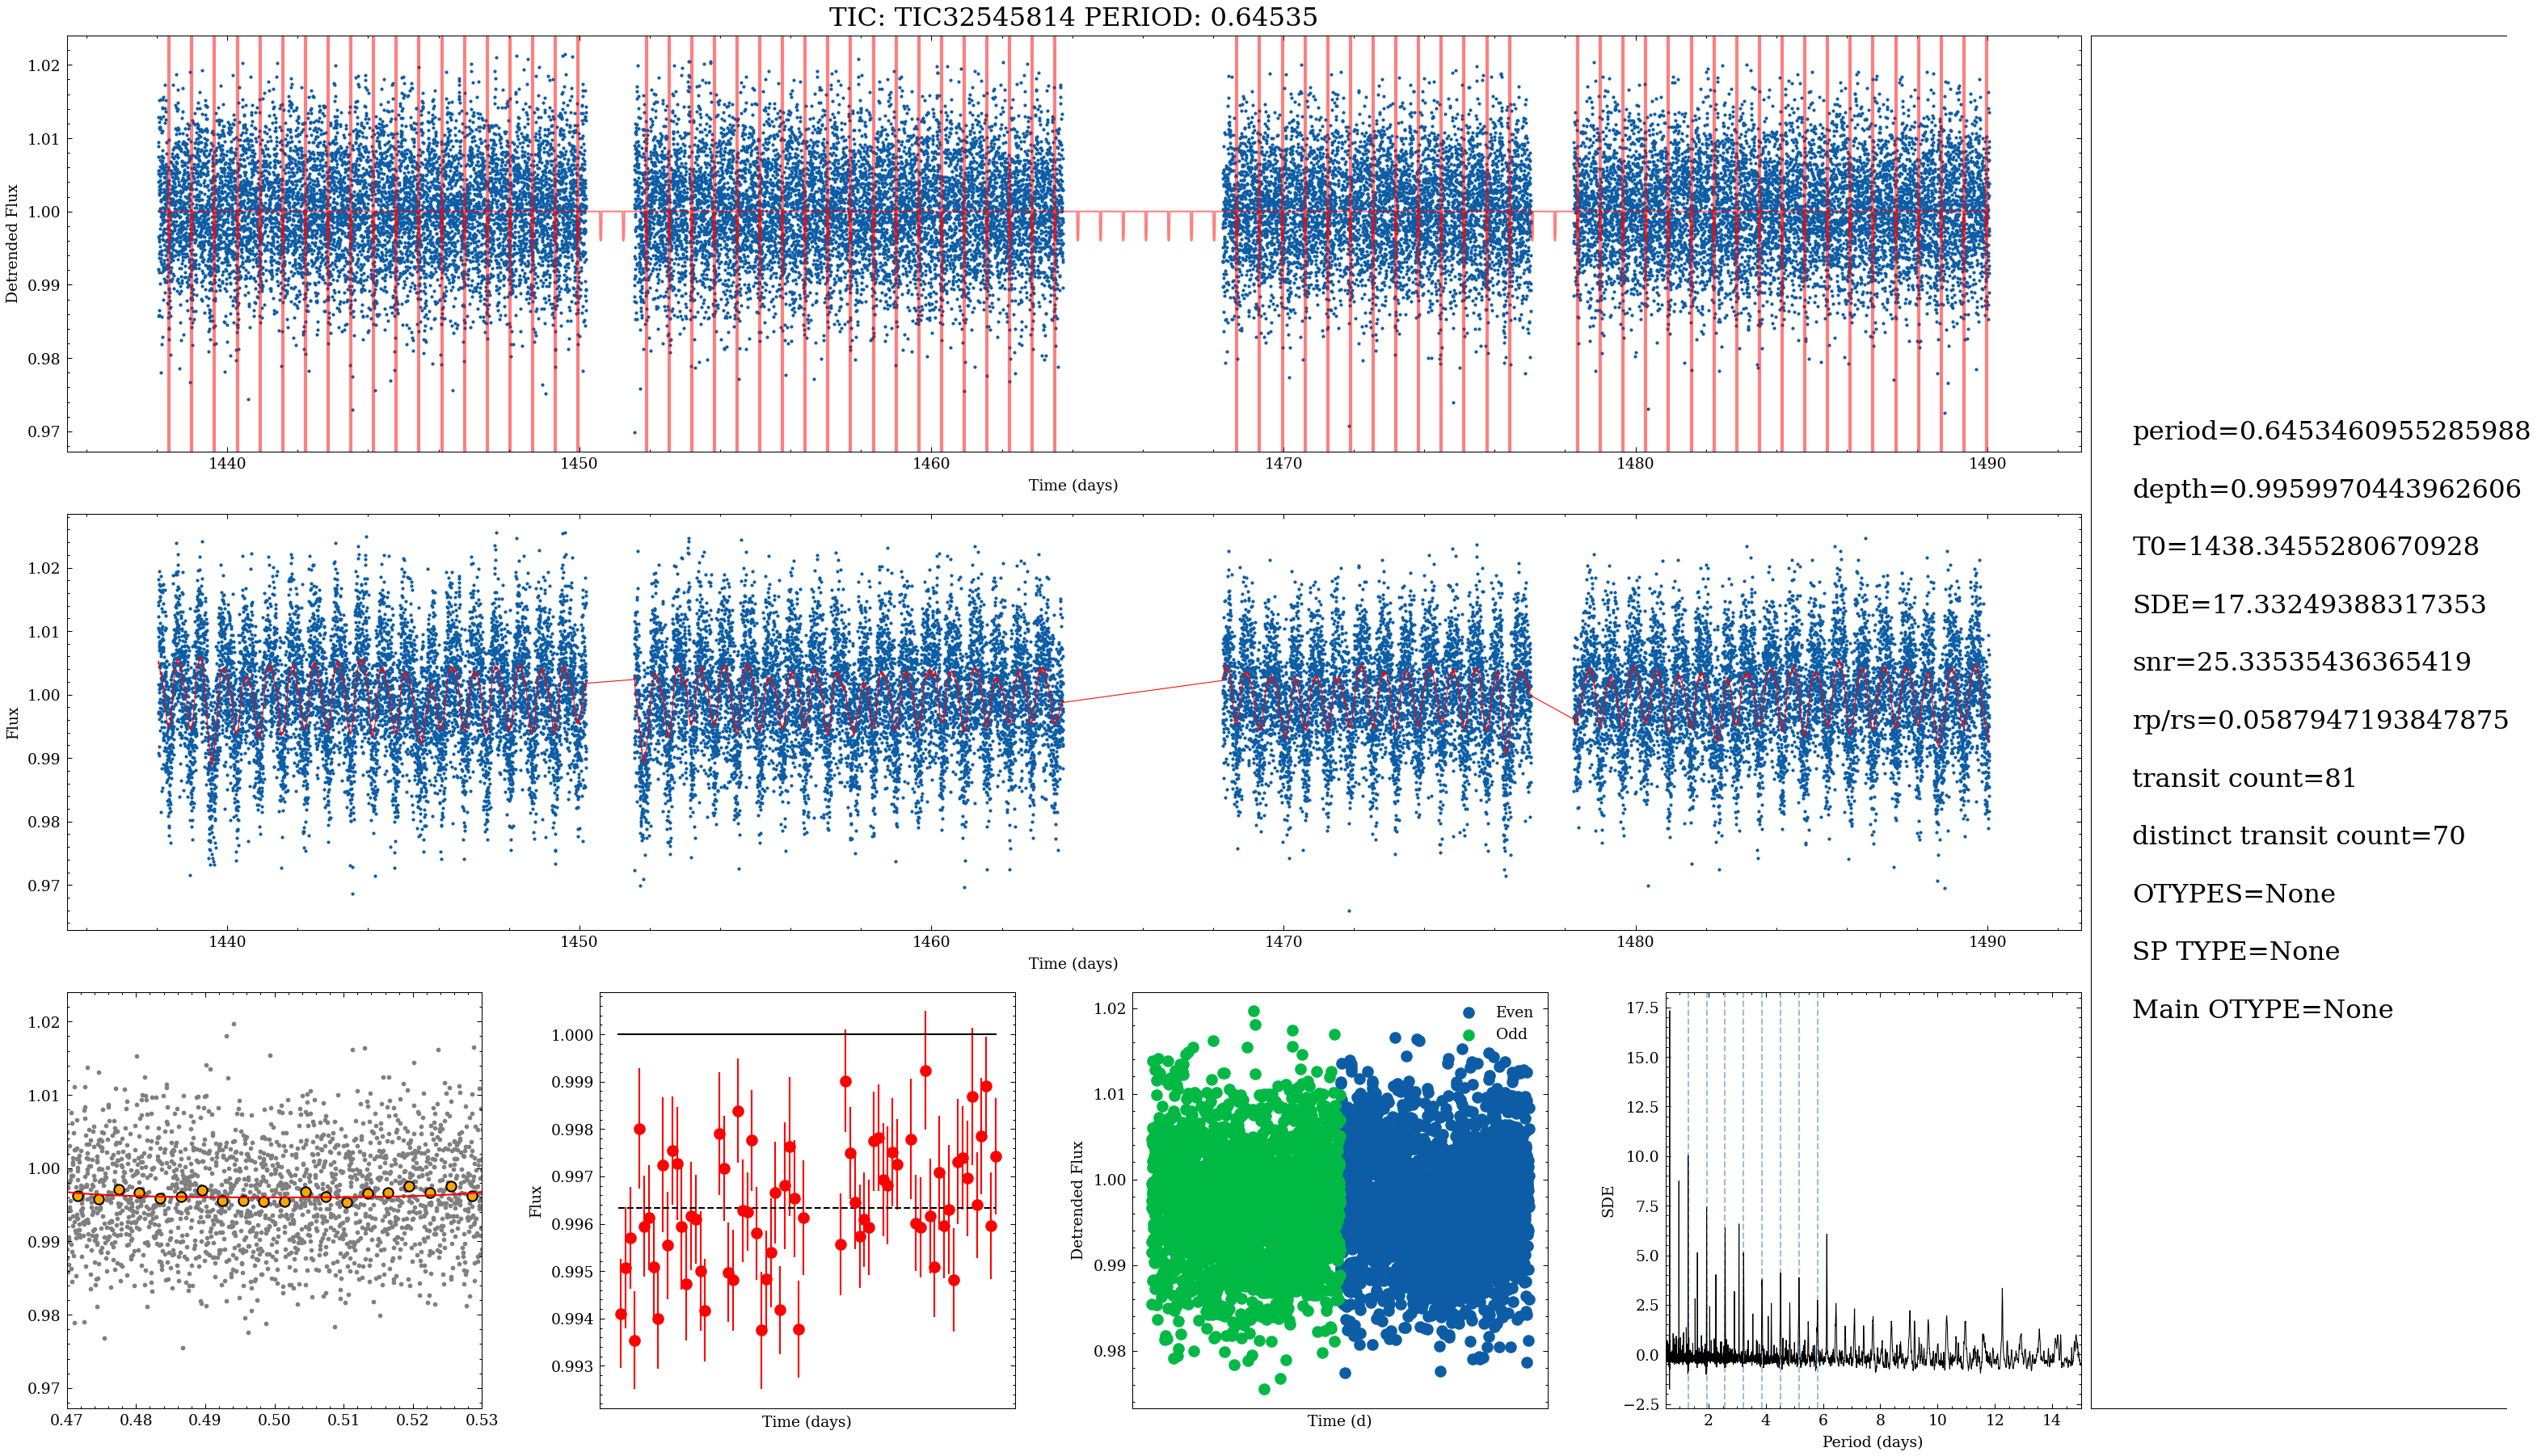 TIC: TIC32545814 PERIOD: 0.64535
1.02
1.01
1.00
0.99
0.98
0.97
Detrended Flux
1440
1450
1460
1470
1480
1490
Time (days)
1.02
1.01
1.00
0.99
0.98
0.97
Flux
1440
1450
1460
1470
1480
1490
Time (days)
period=0.6453460955285988
depth=0.9959970443962606
T0=1438.3455280670928
SDE=17.33249388317353
snr=25.33535436365419
rp/rs=0.0587947193847875
transit count=81
distinct transit count=70
OTYPES=None
SP TYPE=None
Main OTYPE=None
1.02
1.01
1.00
0.99
0.98
0.97
0.47
0.48
0.49
0.50
0.51
0.52
0.53
1.000
0.999
0.998
0.997
0.996
0.995
0.994
0.993
Flux
Time (days)
1.02
1.01
1.00
0.99
0.98
Detrended Flux
Even
Odd
Time (d)
17.5
15.0
12.5
10.0
7.5
5.0
2.5
0.0
−2.5
SDE
2
4
6
8
10
12
14
Period (days)